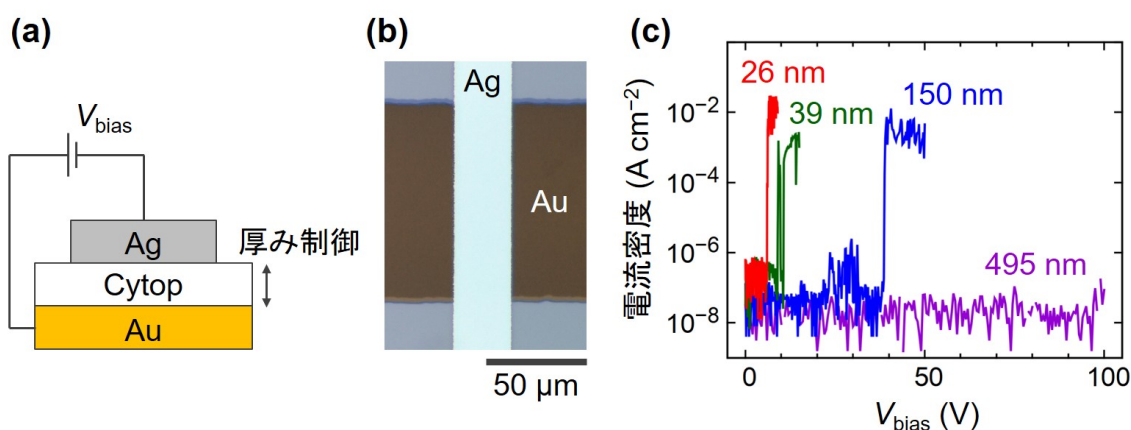 (a)
V_bias
Ag
厚み制御
Cytop
Au
(b)
Ag
Au
50 μm
(c)
26 nm
39 nm
150 nm
495 nm
電流密度 (A cm⁻²)
10⁻²
10⁻⁴
10⁻⁶
10⁻⁸
0
50
100
V_bias (V)